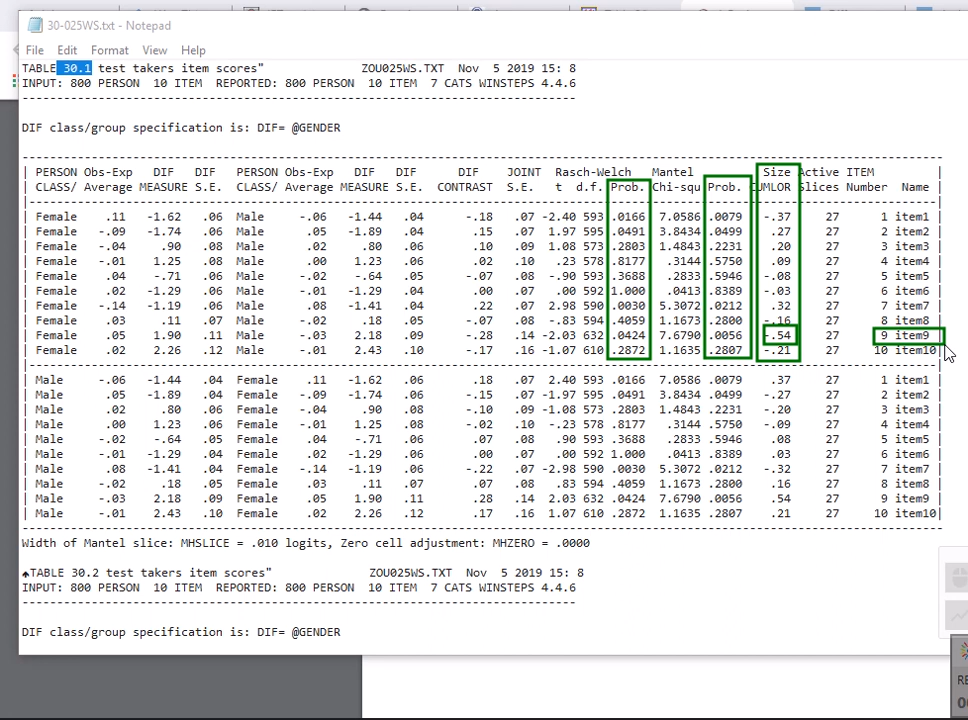 30-025WS.txt - Notepad
File Edit Format View Help
TABLE 30.1 test takers item scores" ZOU025WS.TXT Nov 5 2019 15: 8
INPUT: 800 PERSON 10 ITEM REPORTED: 800 PERSON 10 ITEM 7 CATS WINSTEPS 4.4.6
--------------------------------------------------------------------------------
DIF class/group specification is: DIF= @GENDER
--------------------------------------------------------------------------------
| PERSON Obs-Exp DIF DIF PERSON Obs-Exp DIF DIF DIF JOINT Rasch-Welch Mantel Size Active ITEM |
| CLASS/ Average MEASURE S.E. CLASS/ Average MEASURE S.E. CONTRAST S.E. t d.f. Prob. Chi-squ Prob. CUMLOR Slices Number Name |
|--------------------------------------------------------------------------------|
| Female .11 -1.62 .06 Male -.06 -1.44 .04 -.18 .07 -2.40 593 .0166 7.0586 .0079 -.37 27 1 item1 |
| Female -.09 -1.74 .06 Male .05 -1.89 .04 .15 .07 1.97 595 .0491 3.8434 .0499 .27 27 2 item2 |
| Female -.04 .90 .08 Male .02 .80 .06 .10 .09 1.08 573 .2803 1.4843 .2231 .20 27 3 item3 |
| Female -.01 1.25 .08 Male .00 1.23 .06 .02 .10 .23 578 .8177 .3144 .5750 .09 27 4 item4 |
| Female .04 -.71 .06 Male -.02 -.64 .05 -.07 .08 -.90 593 .3688 .2833 .5946 -.08 27 5 item5 |
| Female -.01 -1.29 .06 Male -.01 -1.29 .04 .00 .07 .00 592 1.000 .0413 .8389 -.03 27 6 item6 |
| Female -.14 -1.19 .06 Male .08 -1.41 .04 .22 .07 2.98 590 .0030 5.3072 .0212 .32 27 7 item7 |
| Female .03 .11 .07 Male -.02 .18 .05 -.07 .08 -.83 594 .4059 1.1673 .2800 -.16 27 8 item8 |
| Female .05 1.90 .11 Male -.03 2.18 .09 -.28 .14 -2.03 632 .0424 7.6790 .0056 -.54 27 9 item9 |
| Female .02 2.26 .12 Male -.01 2.43 .10 -.17 .16 -1.07 610 .2872 1.1635 .2807 -.21 27 10 item10|
|--------------------------------------------------------------------------------|
| Male -.06 -1.44 .04 Female .11 -1.62 .06 .18 .07 2.40 593 .0166 7.0586 .0079 .37 27 1 item1 |
| Male .05 -1.89 .04 Female -.09 -1.74 .06 -.15 .07 -1.97 595 .0491 3.8434 .0499 -.27 27 2 item2 |
| Male .02 .80 .06 Female -.04 .90 .08 -.10 .09 -1.08 573 .2803 1.4843 .2231 -.20 27 3 item3 |
| Male .00 1.23 .06 Female -.01 1.25 .08 -.02 .10 -.23 578 .8177 .3144 .5750 -.09 27 4 item4 |
| Male -.02 -.64 .05 Female .04 -.71 .06 .07 .08 .90 593 .3688 .2833 .5946 .08 27 5 item5 |
| Male -.01 -1.29 .04 Female -.01 -1.29 .06 .00 .07 .00 592 1.000 .0413 .8389 .03 27 6 item6 |
| Male .08 -1.41 .04 Female -.14 -1.19 .06 -.22 .07 -2.98 590 .0030 5.3072 .0212 -.32 27 7 item7 |
| Male -.02 .18 .05 Female .03 .11 .07 .07 .08 .83 594 .4059 1.1673 .2800 .16 27 8 item8 |
| Male -.03 2.18 .09 Female .05 1.90 .11 .28 .14 2.03 632 .0424 7.6790 .0056 .54 27 9 item9 |
| Male -.01 2.43 .10 Female .02 2.26 .12 .17 .16 1.07 610 .2872 1.1635 .2807 .21 27 10 item10|
--------------------------------------------------------------------------------
Width of Mantel slice: MHSLICE = .010 logits, Zero cell adjustment: MHZERO = .0000
TABLE 30.2 test takers item scores" ZOU025WS.TXT Nov 5 2019 15: 8
INPUT: 800 PERSON 10 ITEM REPORTED: 800 PERSON 10 ITEM 7 CATS WINSTEPS 4.4.6
--------------------------------------------------------------------------------
DIF class/group specification is: DIF= @GENDER